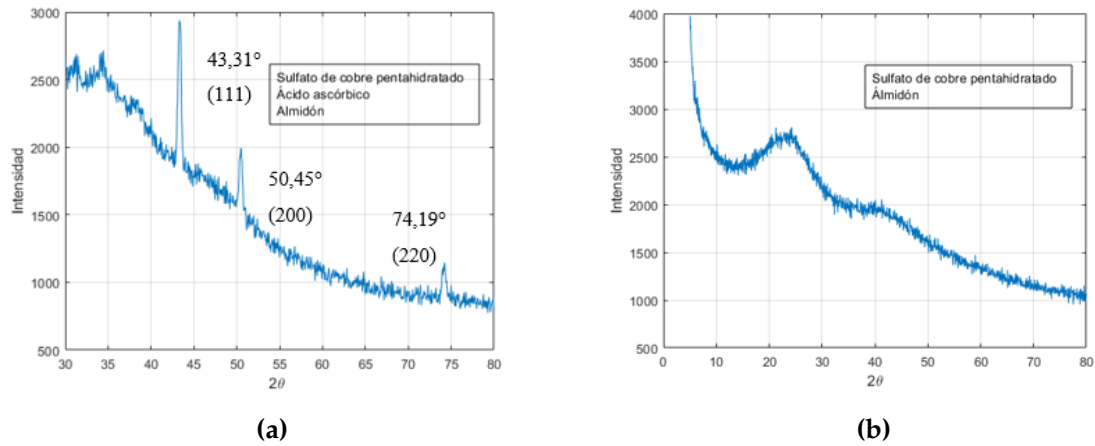 3000
2500
2000
1500
1000
500
Intensidad
30 35 40 45 50 55 60 65 70 75 80
2θ
43,31°
(111)
50,45°
(200)
74,19°
(220)
Sulfato de cobre pentahidratado
Ácido ascórbico
Almidón
(a)
4000
3500
3000
2500
2000
1500
1000
500
Intensidad
0 10 20 30 40 50 60 70 80
2θ
Sulfato de cobre pentahidratado
Álmidón
(b)